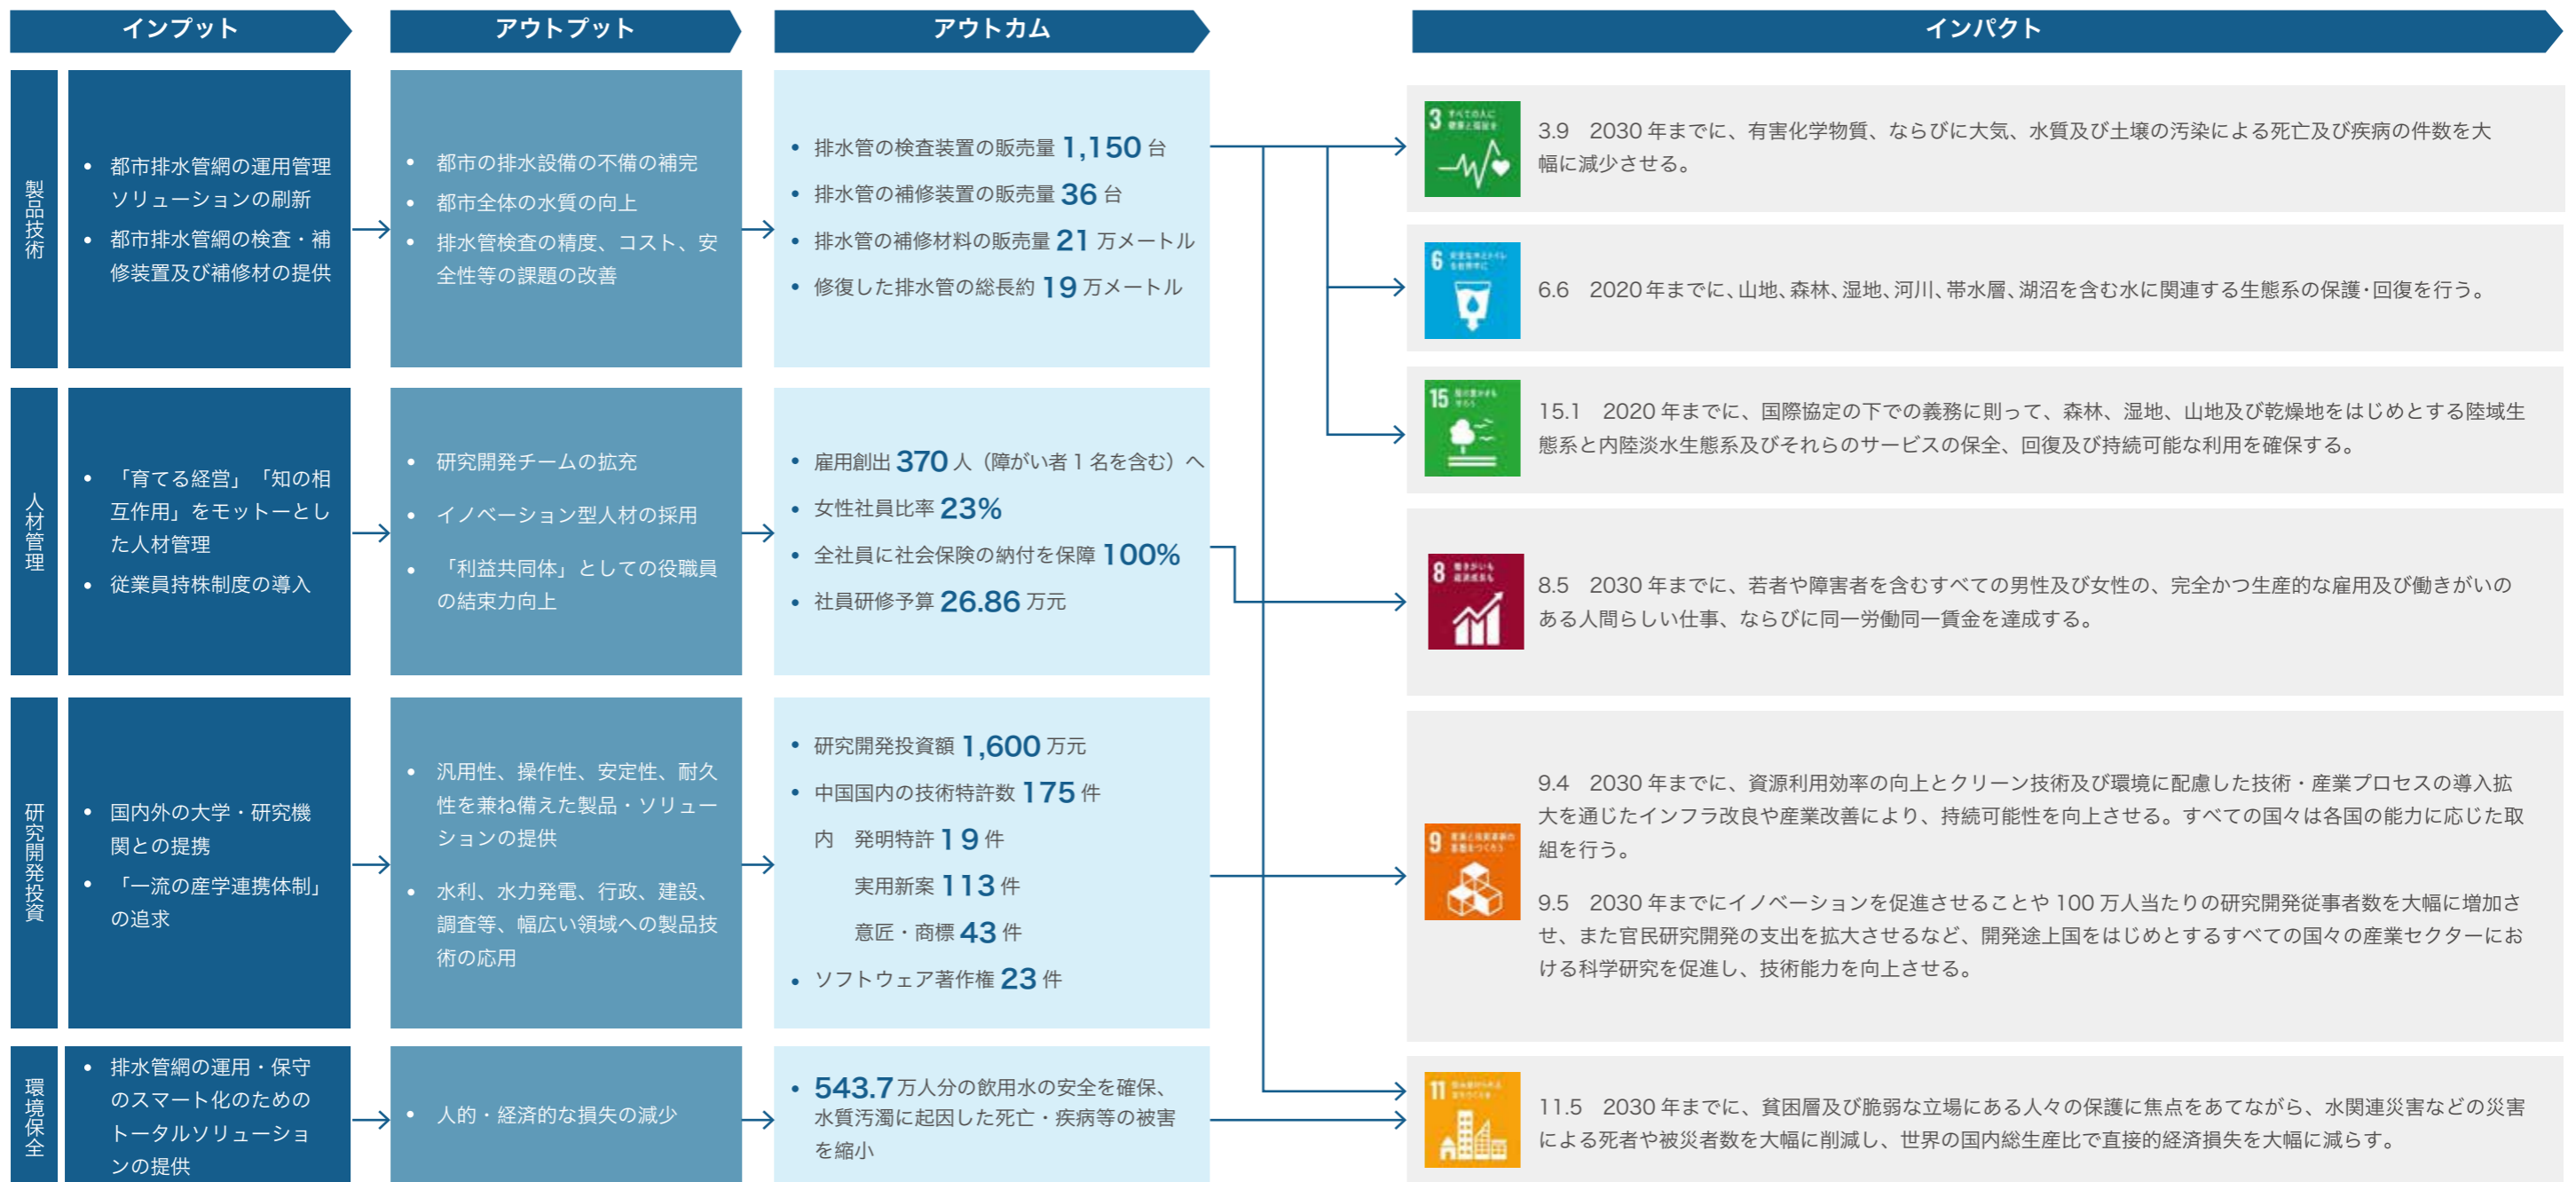 インプット
アウトプット
アウトカム
インパクト
製品技術
• 都市排水管網の運用管理
ソリューションの刷新
• 都市排水管網の検査・補
修装置及び補修材の提供
• 都市の排水設備の不備の補完
• 都市全体の水質の向上
• 排水管検査の精度、コスト、安
全性等の課題の改善
• 排水管の検査装置の販売量 1,150 台
• 排水管の補修装置の販売量 36 台
• 排水管の補修材料の販売量 21 万メートル
• 修復した排水管の総長約 19 万メートル
人材管理
• 「育てる経営」「知の相
互作用」をモットーとし
た人材管理
• 従業員持株制度の導入
• 研究開発チームの拡充
• イノベーション型人材の採用
• 「利益共同体」としての役職員
の結束力向上
• 雇用創出 370 人（障がい者 1 名を含む）へ
• 女性社員比率 23%
• 全社員に社会保険の納付を保障 100%
• 社員研修予算 26.86 万元
研究開発投資
• 国内外の大学・研究機
関との提携
• 「一流の産学連携体制」
の追求
• 汎用性、操作性、安定性、耐久
性を兼ね備えた製品・ソリュー
ションの提供
• 水利、水力発電、行政、建設、
調査等、幅広い領域への製品技
術の応用
• 研究開発投資額 1,600 万元
• 中国国内の技術特許数 175 件
内 発明特許 19 件
実用新案 113 件
意匠・商標 43 件
• ソフトウェア著作権 23 件
環境保全
• 排水管網の運用・保守
のスマート化のための
トータルソリューショ
ンの提供
• 人的・経済的な損失の減少
• 543.7 万人分の飲用水の安全を確保、
水質汚濁に起因した死亡・疾病等の被害
を縮小
3 すべての人に
健康と福祉を
3.9 2030 年までに、有害化学物質、ならびに大気、水質及び土壌の汚染による死亡及び疾病の件数を大
幅に減少させる。
6
6.6 2020年までに、山地、森林、湿地、河川、帯水層、湖沼を含む水に関連する生態系の保護・回復を行う。
15
15.1 2020 年までに、国際協定の下での義務に則って、森林、湿地、山地及び乾燥地をはじめとする陸域生
態系と内陸淡水生態系及びそれらのサービスの保全、回復及び持続可能な利用を確保する。
8 働きがいも
経済成長も
8.5 2030 年までに、若者や障害者を含むすべての男性及び女性の、完全かつ生産的な雇用及び働きがいの
ある人間らしい仕事、ならびに同一労働同一賃金を達成する。
9
9.4 2030 年までに、資源利用効率の向上とクリーン技術及び環境に配慮した技術・産業プロセスの導入拡
大を通じたインフラ改良や産業改善により、持続可能性を向上させる。すべての国々は各国の能力に応じた取
組を行う。
9.5 2030 年までにイノベーションを促進させることや 100 万人当たりの研究開発従事者数を大幅に増加さ
せ、また官民研究開発の支出を拡大させるなど、開発途上国をはじめとするすべての国々の産業セクターにお
ける科学研究を促進し、技術能力を向上させる。
11
11.5 2030 年までに、貧困層及び脆弱な立場にある人々の保護に焦点をあてながら、水関連災害などの災害
による死者や被災者数を大幅に削減し、世界の国内総生産比で直接的経済損失を大幅に減らす。